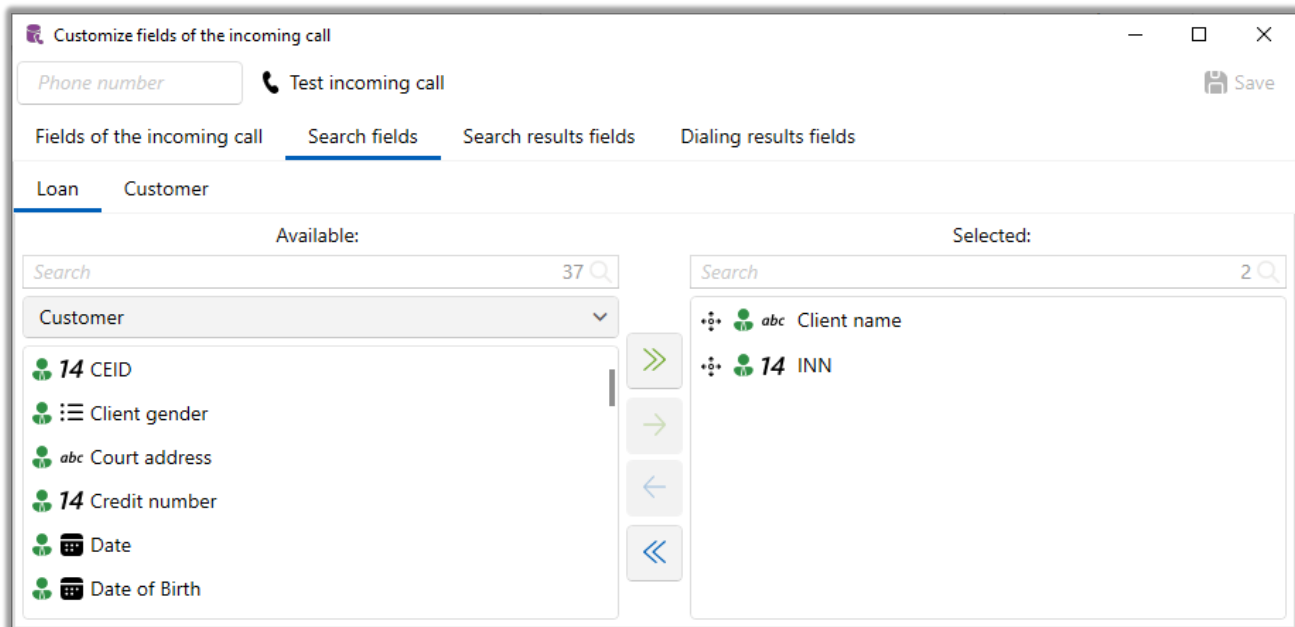 Customize fields of the incoming call
Phone number Test incoming call Save
Fields of the incoming call Search fields Search results fields Dialing results fields
Loan Customer
Available: Selected:
Search 37 Search 2
Customer
abc Client name
14 INN
14 CEID
Client gender
abc Court address
14 Credit number
Date
Date of Birth